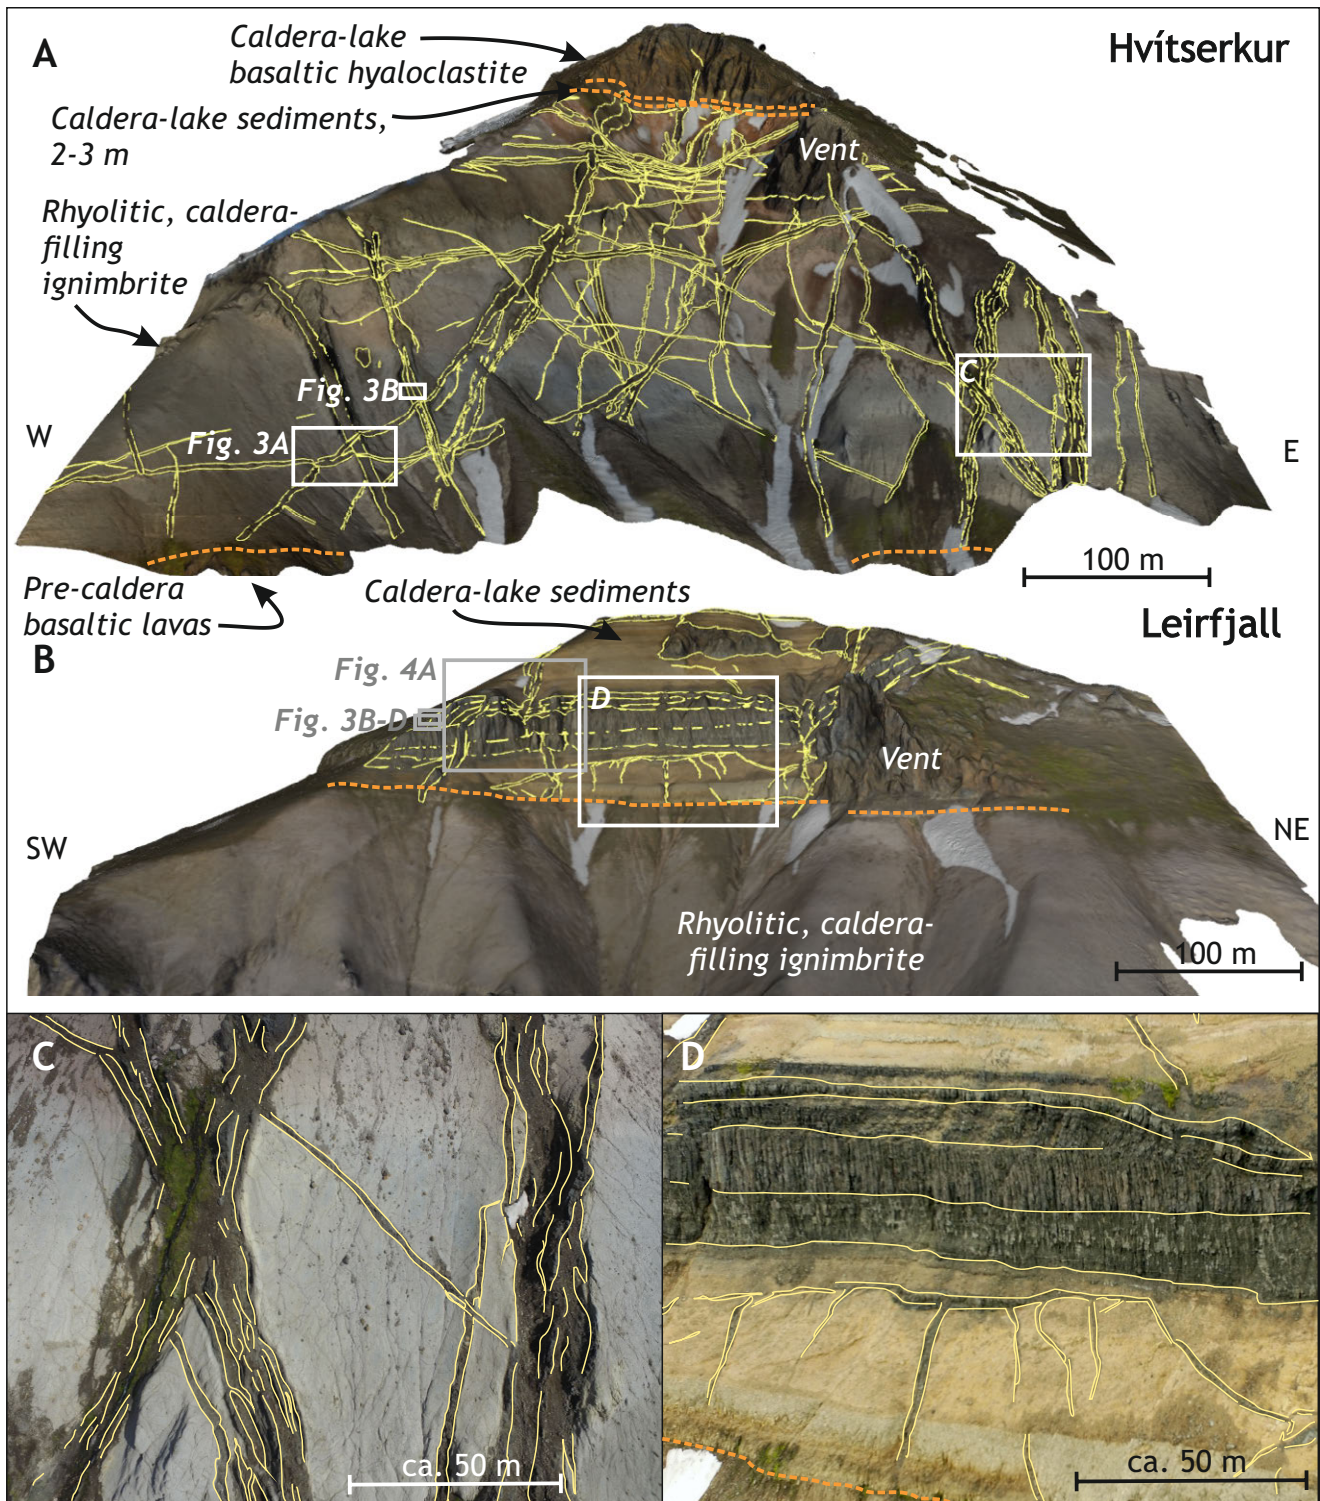 A
Hvítserkur
Caldera-lake
basaltic hyaloclastite
Caldera-lake sediments,
2-3 m
Vent
Rhyolitic, caldera-
filling
ignimbrite
Fig. 3B
C
Fig. 3A
W
E
100 m
Pre-caldera
basaltic lavas
Caldera-lake sediments
Leirfjall
B
Fig. 4A
D
Fig. 3B-D
Vent
SW
NE
Rhyolitic, caldera-
filling ignimbrite
100 m
C
ca. 50 m
D
ca. 50 m